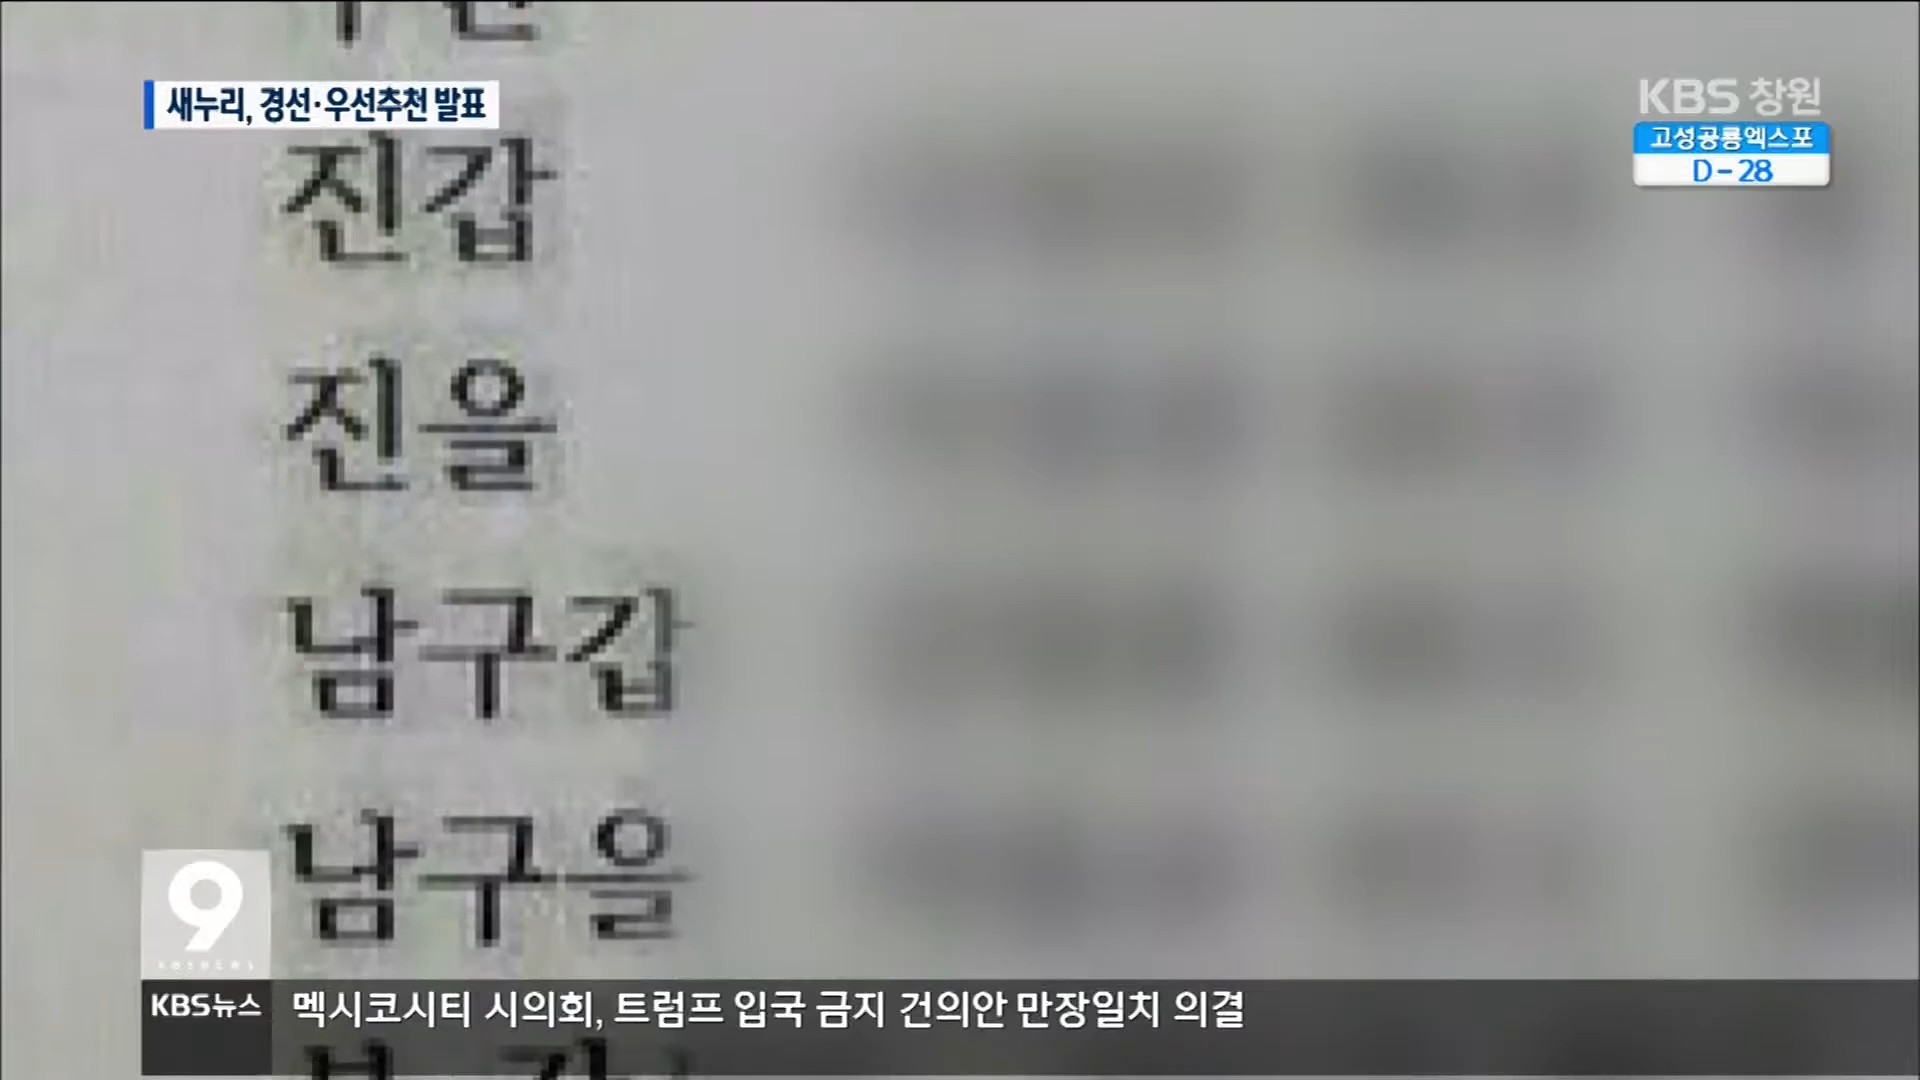 새누리, 경선·우선추천 발표
KBS 창원
고성공룡엑스포
D-28
진갑
진을
남구갑
남구을
9
KBS NEWS
KBS뉴스
멕시코시티 시의회, 트럼프 입국 금지 건의안 만장일치 의결